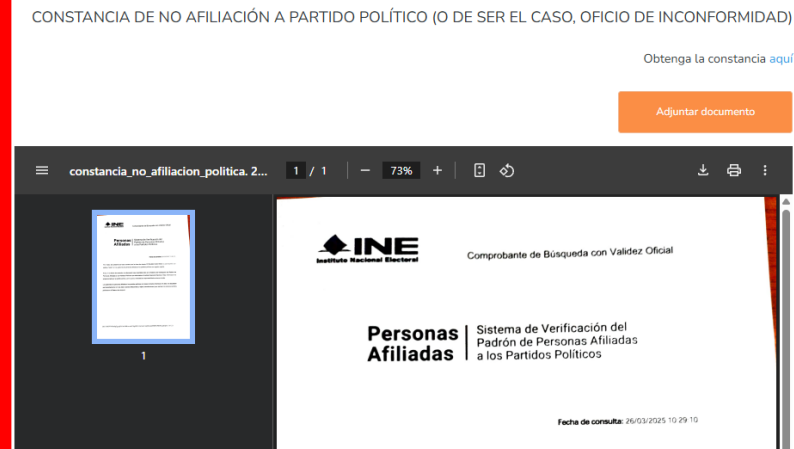 CONSTANCIA DE NO AFILIACIÓN A PARTIDO POLÍTICO (O DE SER EL CASO, OFICIO DE INCONFORMIDAD)
Obtenga la constancia aquí
Adjuntar documento
constancia_no_afiliacion_politica. 2...
1 / 1
73%
INE
Instituto Nacional Electoral
Comprobante de Búsqueda con Validez Oficial
Personas Afiliadas
Sistema de Verificación del
Padrón de Personas Afiliadas
a los Partidos Políticos
Fecha de consulta: 26/03/2025 10:29:10
1